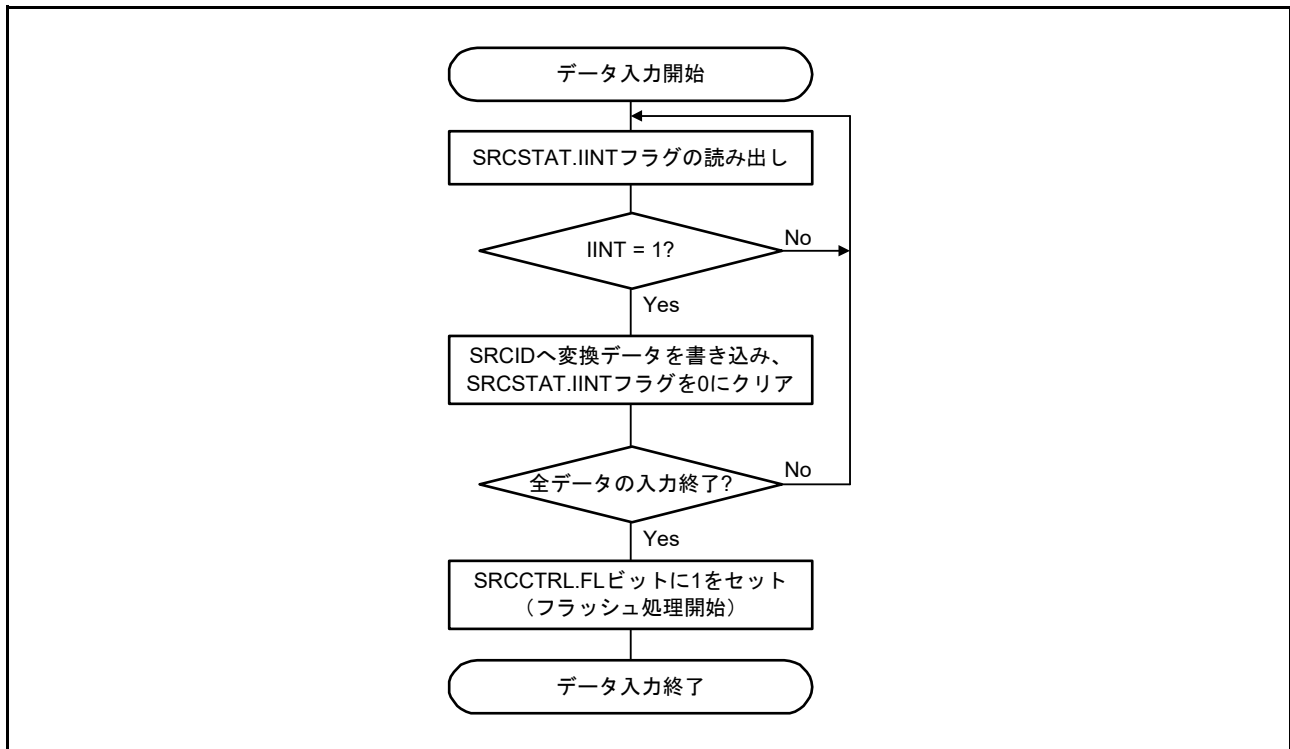 データ入力開始
SRCSTAT.IINTフラグの読み出し
IINT = 1?
No
Yes
SRCIDへ変換データを書き込み、
SRCSTAT.IINTフラグを0にクリア
全データの入力終了?
No
Yes
SRCCTRL.FLビットに1をセット
（フラッシュ処理開始）
データ入力終了